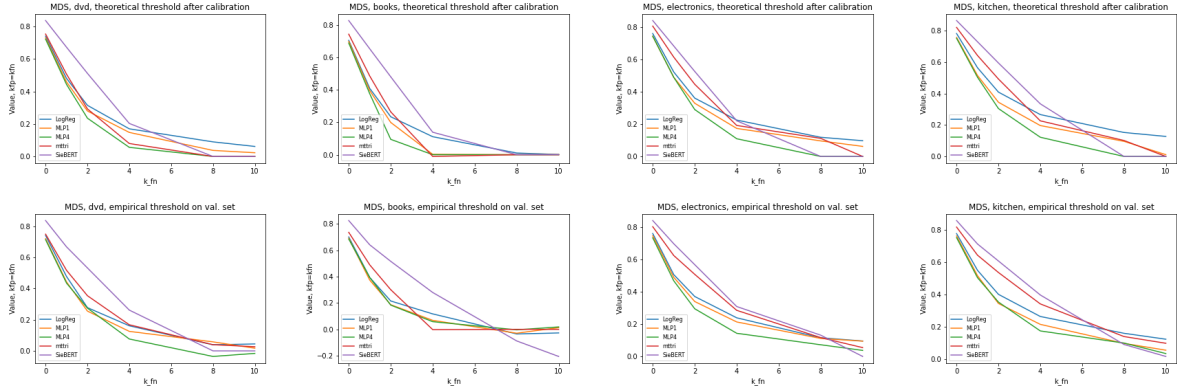 MDS, dvd, theoretical threshold after calibration
Value, kfp=kfn
0.8
0.6
0.4
0.2
0.0
LogReg
MLP1
MLP4
mttri
SieBERT
0 2 4 6 8 10
k_fn
MDS, books, theoretical threshold after calibration
Value, kfp=kfn
0.8
0.6
0.4
0.2
0.0
LogReg
MLP1
MLP4
mttri
SieBERT
0 2 4 6 8 10
k_fn
MDS, electronics, theoretical threshold after calibration
Value, kfp=kfn
0.8
0.6
0.4
0.2
0.0
LogReg
MLP1
MLP4
mttri
SieBERT
0 2 4 6 8 10
k_fn
MDS, kitchen, theoretical threshold after calibration
Value, kfp=kfn
0.8
0.6
0.4
0.2
0.0
LogReg
MLP1
MLP4
mttri
SieBERT
0 2 4 6 8 10
k_fn
MDS, dvd, empirical threshold on val. set
Value, kfp=kfn
0.8
0.6
0.4
0.2
0.0
LogReg
MLP1
MLP4
mttri
SieBERT
0 2 4 6 8 10
k_fn
MDS, books, empirical threshold on val. set
Value, kfp=kfn
0.8
0.6
0.4
0.2
0.0
−0.2
LogReg
MLP1
MLP4
mttri
SieBERT
0 2 4 6 8 10
k_fn
MDS, electronics, empirical threshold on val. set
Value, kfp=kfn
0.8
0.6
0.4
0.2
0.0
LogReg
MLP1
MLP4
mttri
SieBERT
0 2 4 6 8 10
k_fn
MDS, kitchen, empirical threshold on val. set
Value, kfp=kfn
0.8
0.6
0.4
0.2
0.0
LogReg
MLP1
MLP4
mttri
SieBERT
0 2 4 6 8 10
k_fn